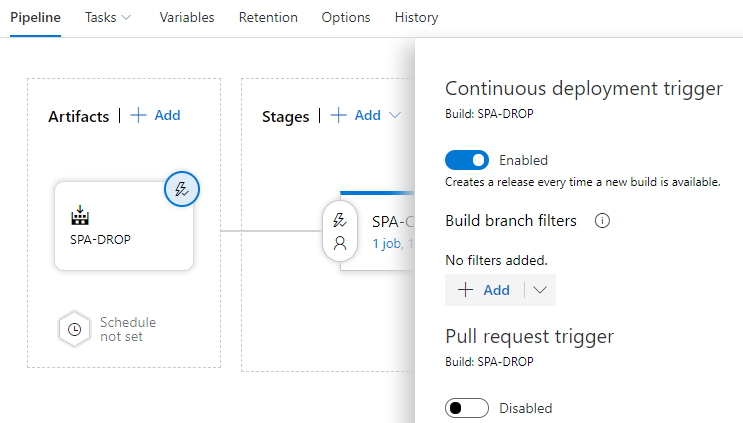 Pipeline Tasks Variables Retention Options History
Artifacts | + Add
SPA-DROP
Schedule
not set
Stages | + Add
SPA-C
1 job, 1
Continuous deployment trigger
Build: SPA-DROP
Enabled
Creates a release every time a new build is available.
Build branch filters
No filters added.
+ Add
Pull request trigger
Build: SPA-DROP
Disabled